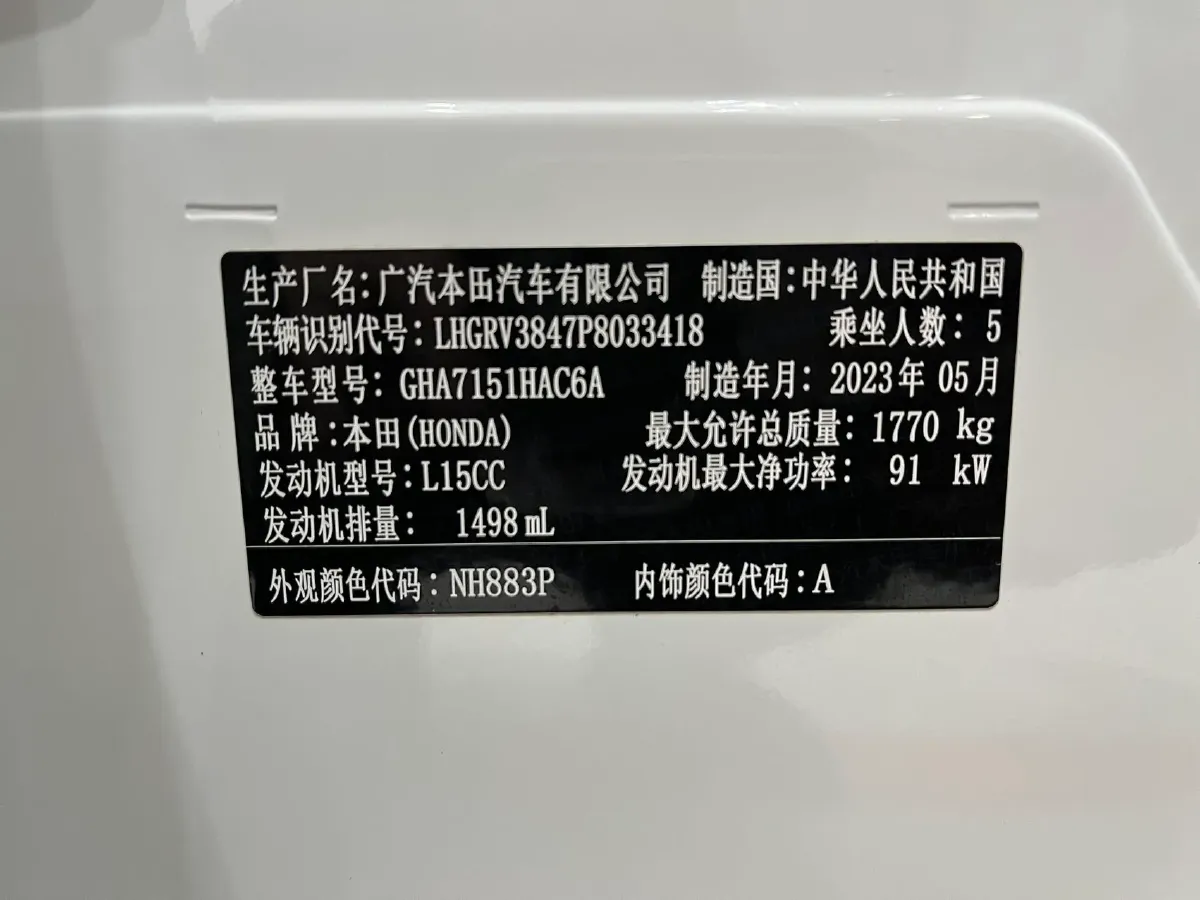 生产厂名：广汽本田汽车有限公司 制造国：中华人民共和国
车辆识别代号：LHGRV3847P8033418 乘坐人数：5
整车型号：GHA7151HAC6A 制造年月：2023年 05月
品牌：本田(HONDA) 最大允许总质量：1770 kg
发动机型号：L15CC 发动机最大净功率：91 kW
发动机排量：1498 mL
外观颜色代码：NH883P 内饰颜色代码：A